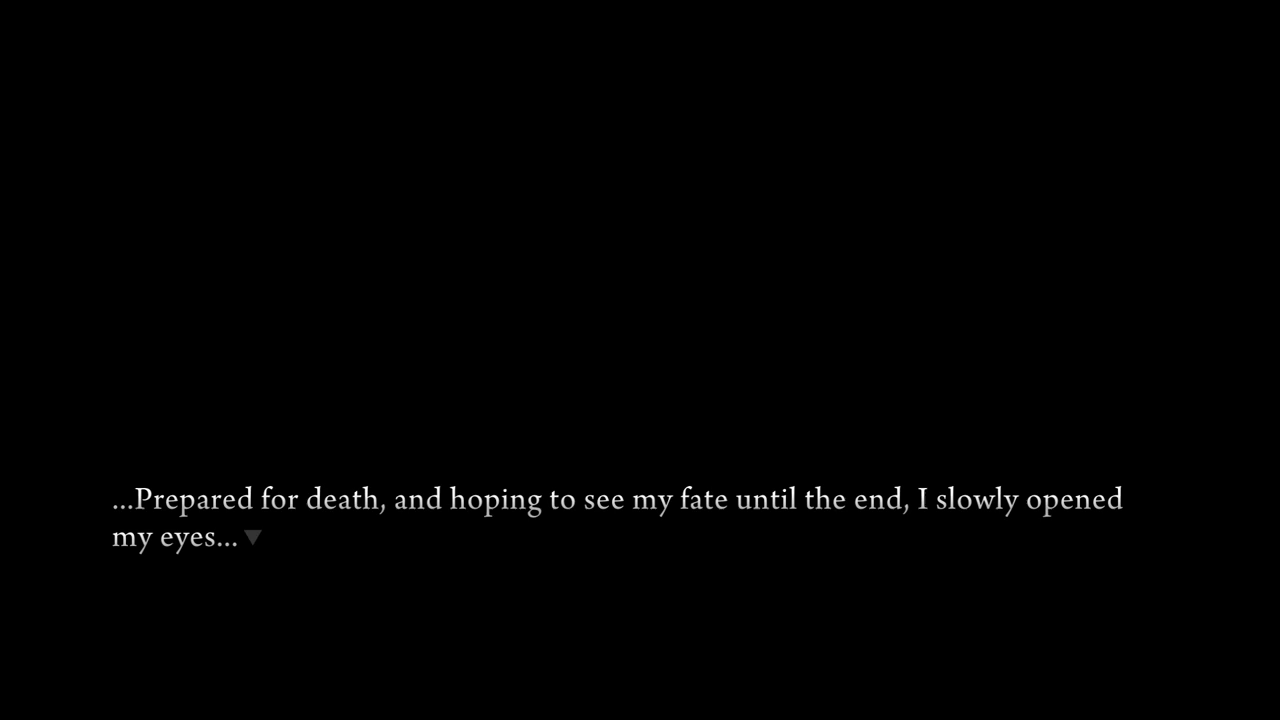 ...Prepared for death, and hoping to see my fate until the end, I slowly opened
my eyes...